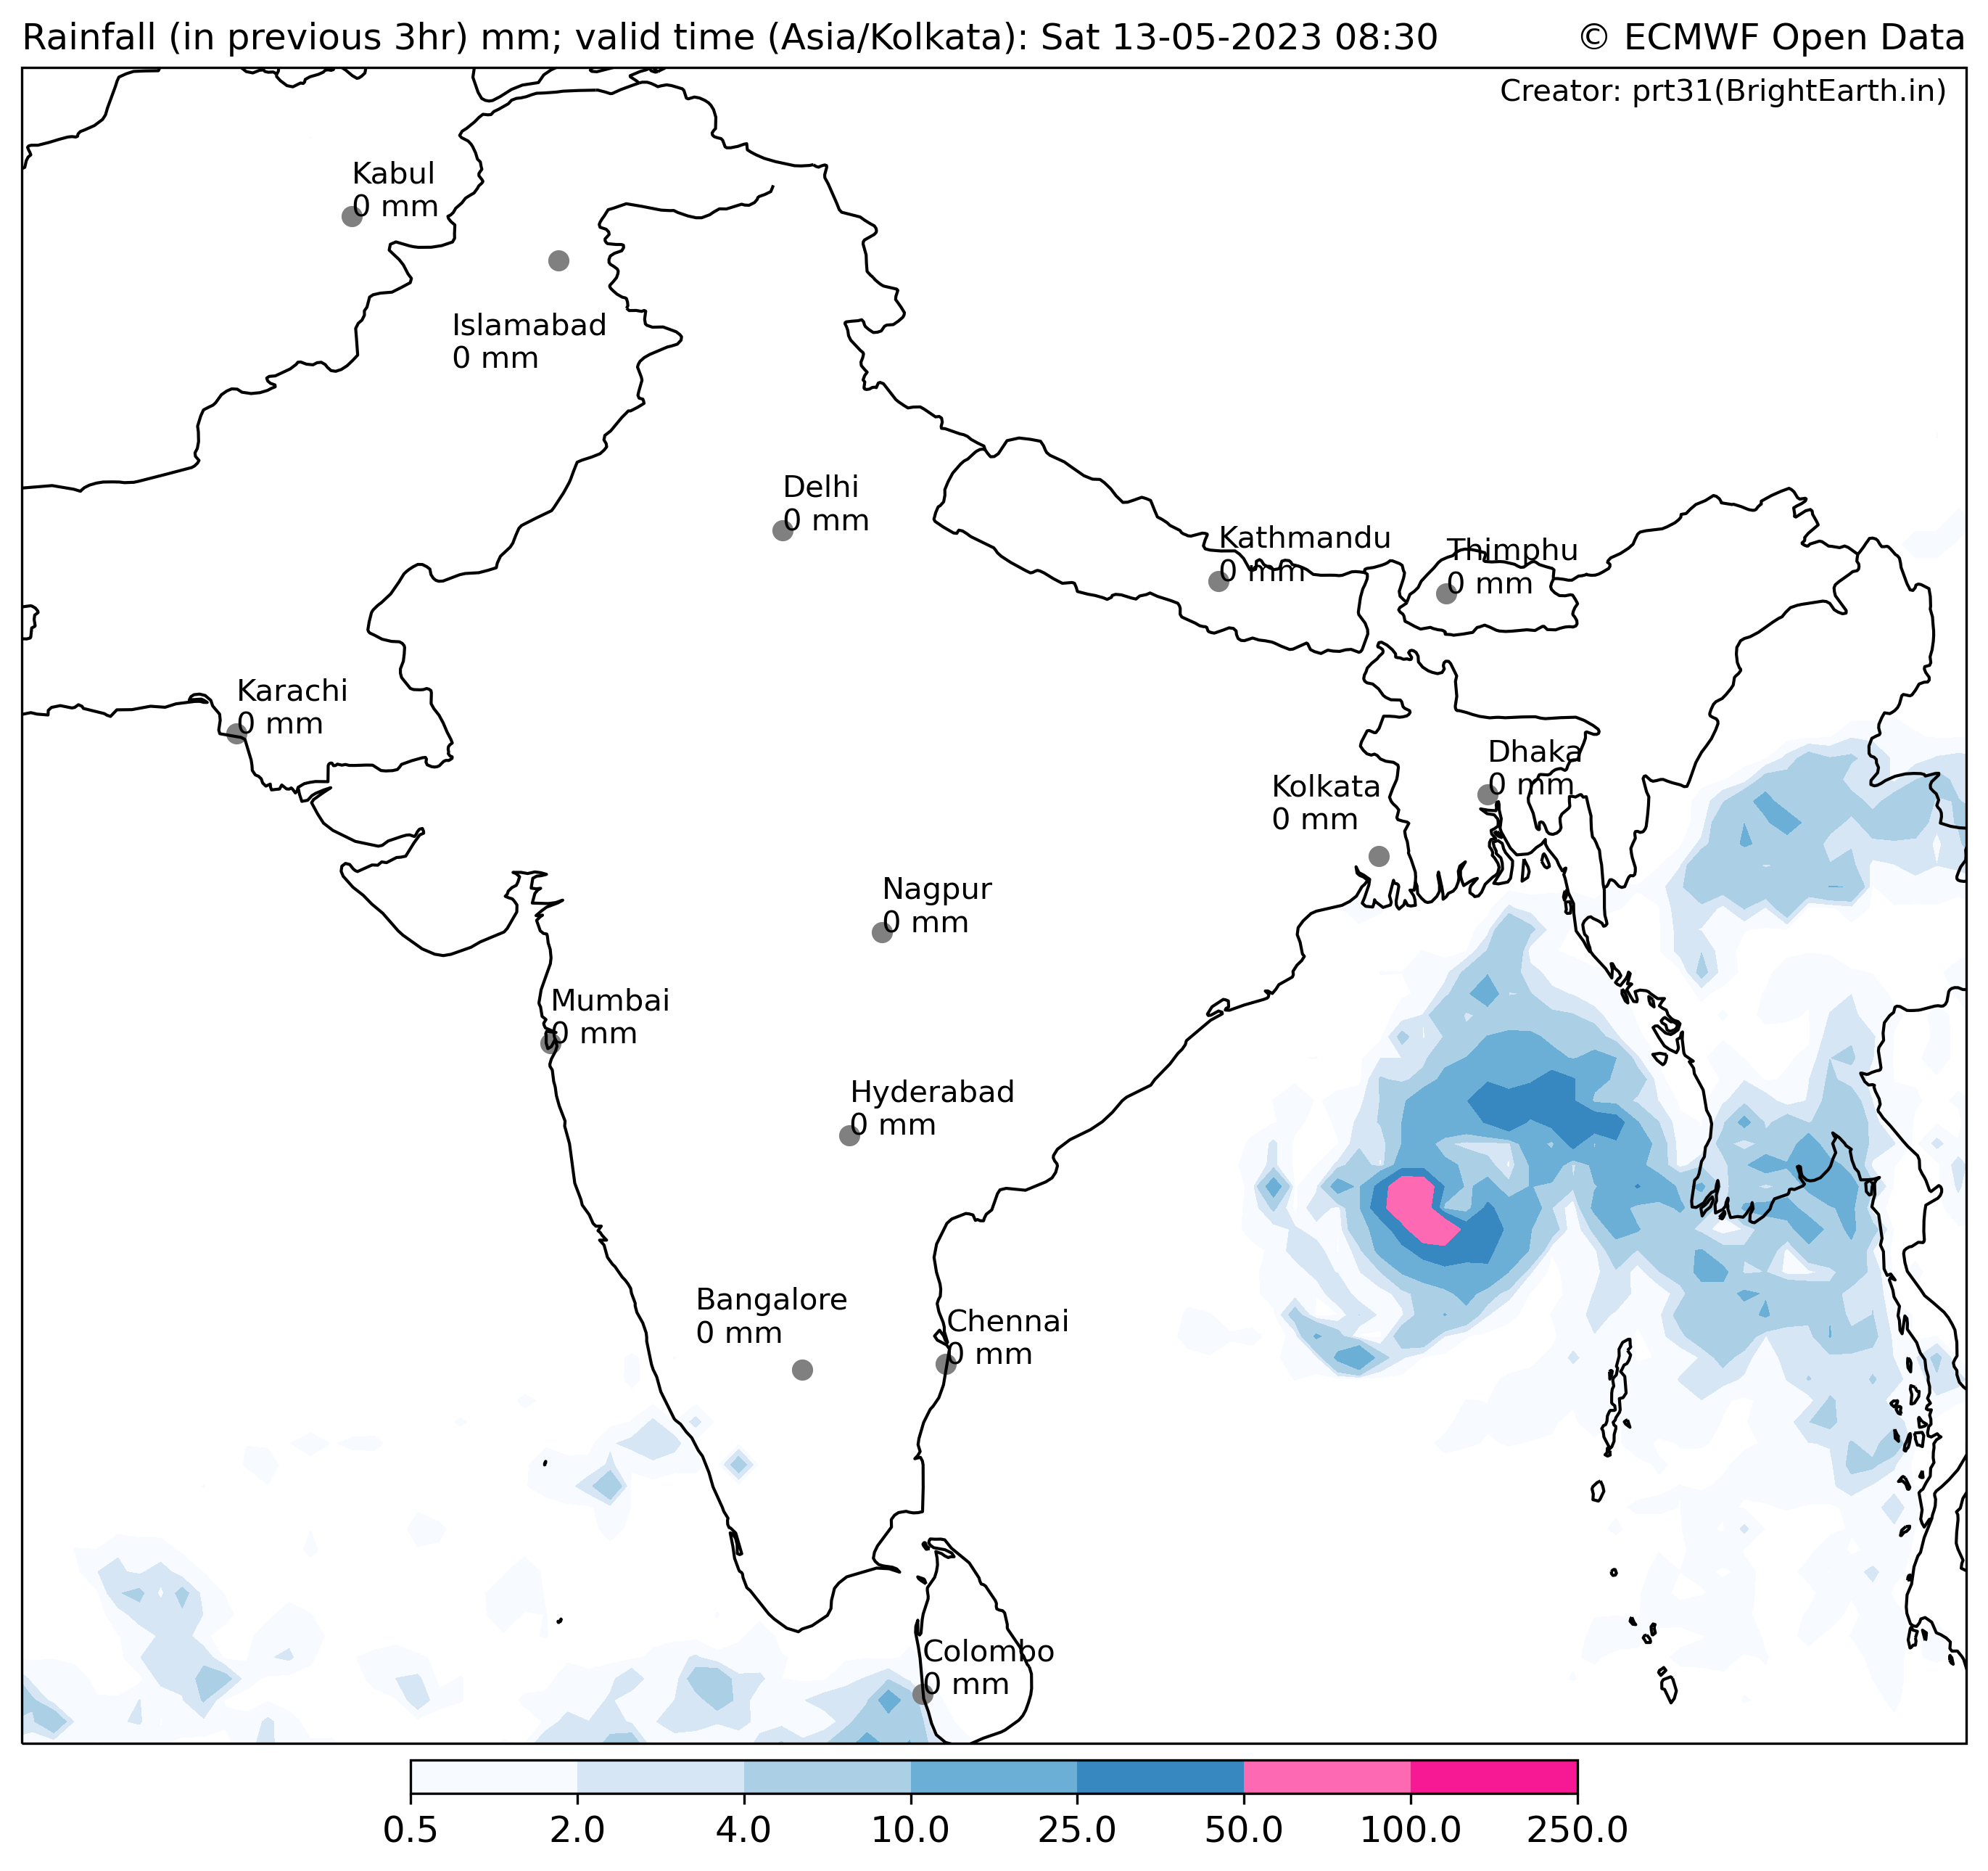 Rainfall (in previous 3hr) mm; valid time (Asia/Kolkata): Sat 13-05-2023 08:30
© ECMWF Open Data
Creator: prt31(BrightEarth.in)
Kabul
0 mm
Islamabad
0 mm
Delhi
0 mm
Kathmandu
0 mm
Thimphu
0 mm
Karachi
0 mm
Dhaka
0 mm
Kolkata
0 mm
Nagpur
0 mm
Mumbai
0 mm
Hyderabad
0 mm
Bangalore
0 mm
Chennai
0 mm
Colombo
0 mm
0.5 2.0 4.0 10.0 25.0 50.0 100.0 250.0